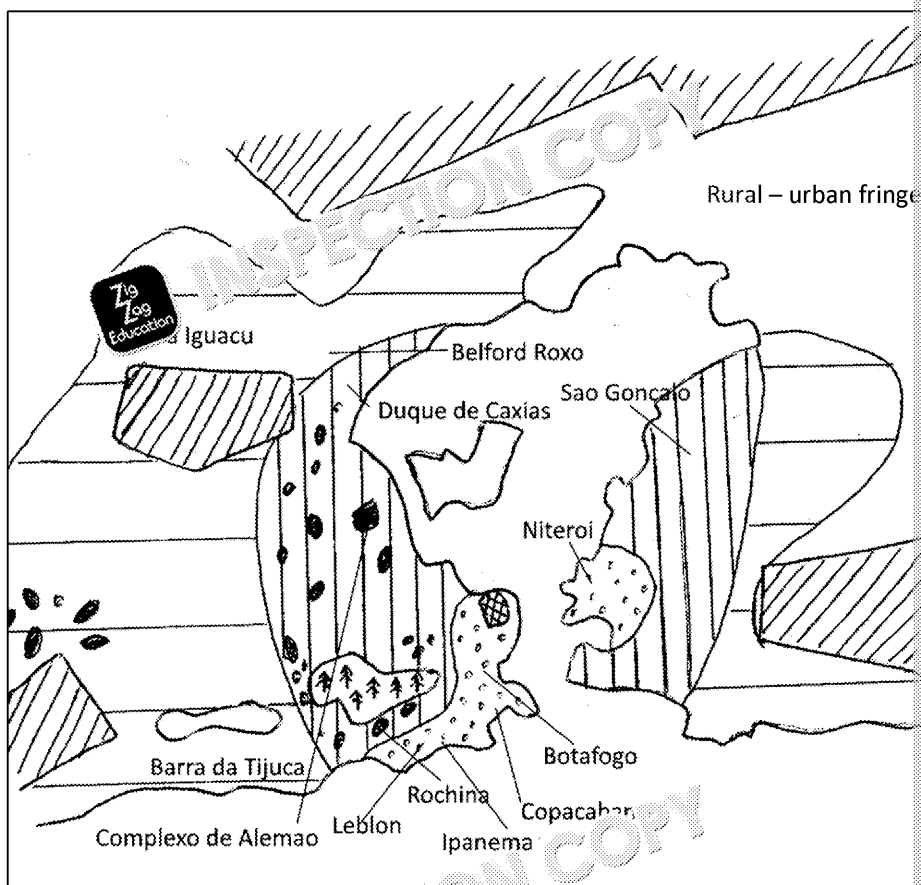 INSPECTION COPY
Rural – urban fringe
Zig
Zag
Education
Iguacu
Belford Roxo
Sao Goncalo
Duque de Caxias
Niteroi
Botafogo
Barra da Tijuca
Rochina
Leblon
Complexo de Alemao
Ipanema
COPY